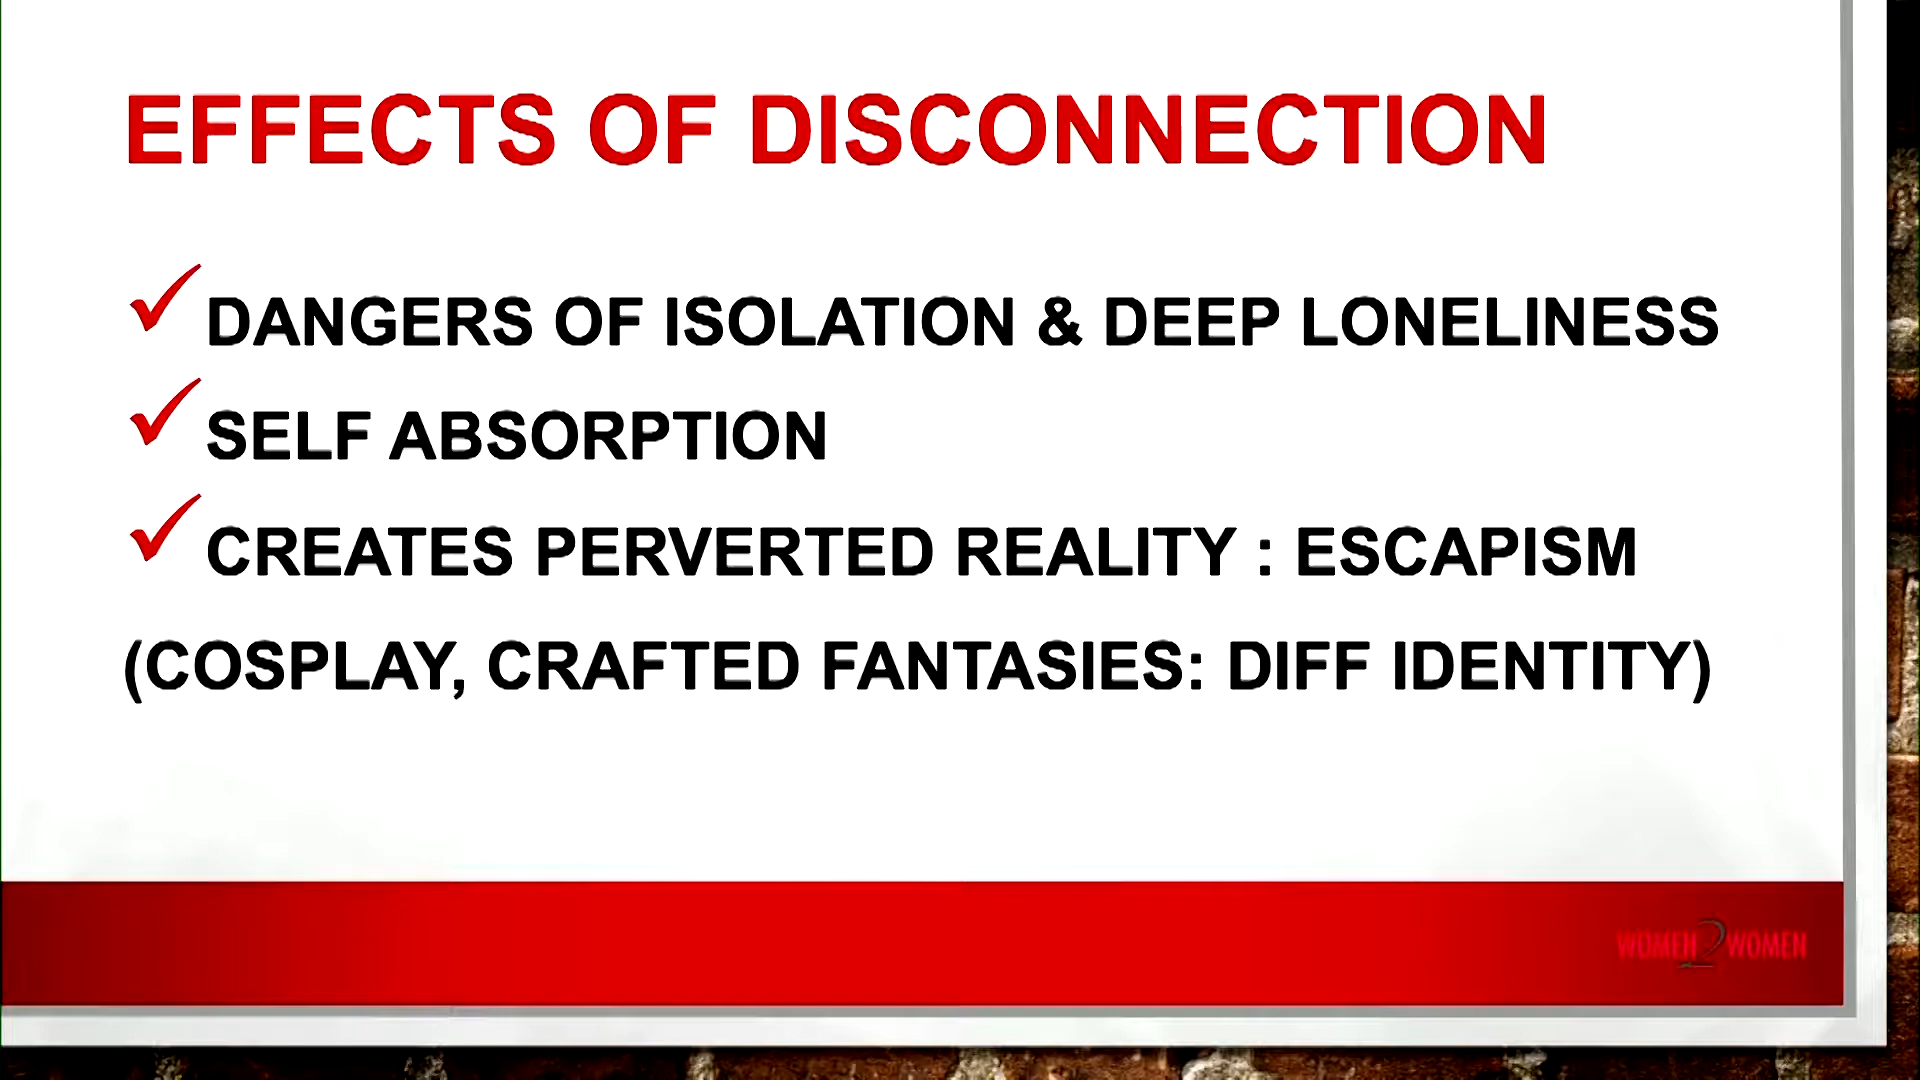 EFFECTS OF DISCONNECTION
DANGERS OF ISOLATION & DEEP LONELINESS
SELF ABSORPTION
CREATES PERVERTED REALITY : ESCAPISM
(COSPLAY, CRAFTED FANTASIES: DIFF IDENTITY)
WOMEN 2 WOMEN